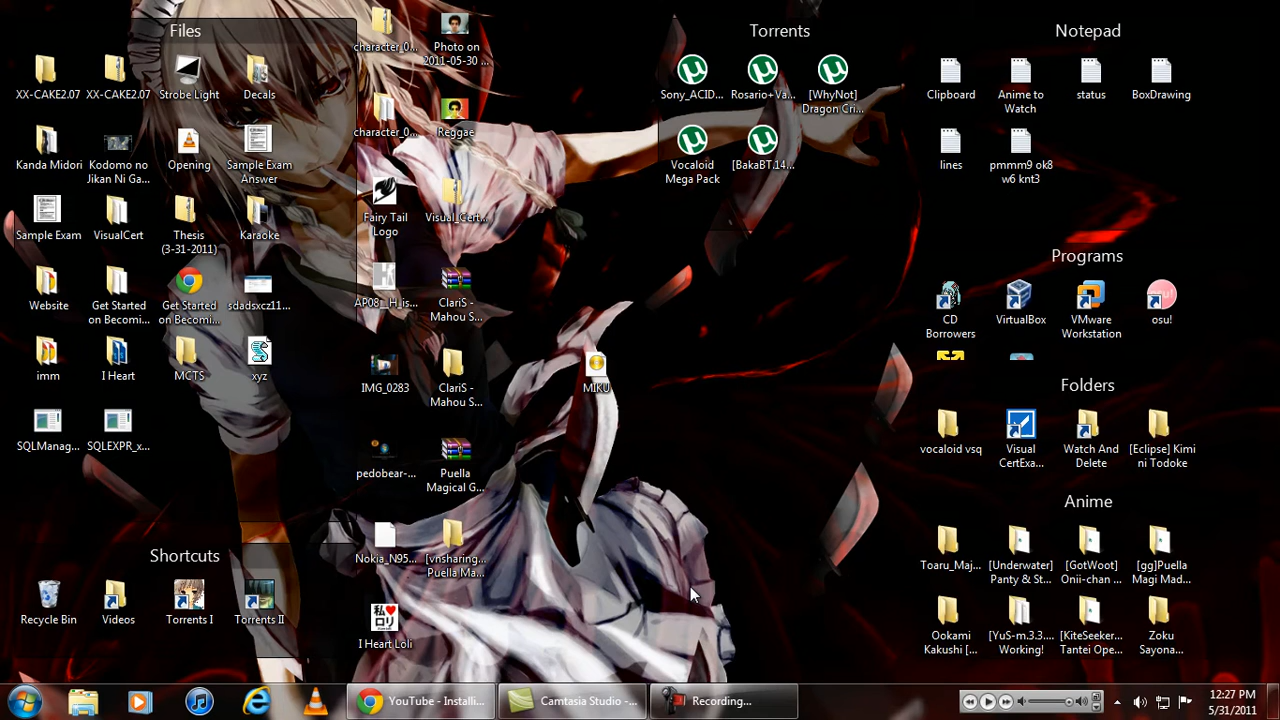 Files
XX-CAKE2.07
XX-CAKE2.07
Strobe Light
Decals
Kanda Midori
Kodomo no
Jikan Ni Ga...
Opening
Sample Exam
Answer
Sample Exam
VisualCert
Thesis
(3-31-2011)
Karaoke
Website
Get Started
on Becomi...
Get Started
on Becomi...
sdadsxcz11...
imm
I Heart
MCTS
xyz
SQLManag...
SQLEXPR_x...
Shortcuts
Recycle Bin
Videos
Torrents I
Torrents II
character_0...
Photo on
2011-05-30 ...
character_0...
Reggae
Fairy Tail
Logo
Visual_Cert...
AP08__H_is...
ClariS -
Mahou S...
IMG_0283
ClariS -
Mahou S...
pedobear-...
Puella
Magical G...
Nokia_N95...
[vnsharing...
Puella Ma...
私
ロリ
I Heart Loli
MIKU
Torrents
Sony_ACID...
Rosario+Va...
[WhyNot]
Dragon Cri...
Vocaloid
Mega Pack
[BakaBT.14...
Notepad
Clipboard
Anime to
Watch
status
BoxDrawing
lines
pmmm9 ok8
w6 knt3
Programs
CD
Borrowers
VirtualBox
VMware
Workstation
osu!
Folders
vocaloid vsq
Visual
CertExa...
Watch And
Delete
[Eclipse] Kimi
ni Todoke
Anime
Toaru_Maj...
[Underwater]
Panty & St...
[GotWoot]
Onii-chan ...
[gg]Puella
Magi Mad...
Ookami
Kakushi [...
[YuS-m.3.3....
Working!
[KiteSeeker...
Tantei Ope...
Zoku
Sayona...
YouTube - Installi...
Camtasia Studio -...
Recording...
12:27 PM
5/31/2011